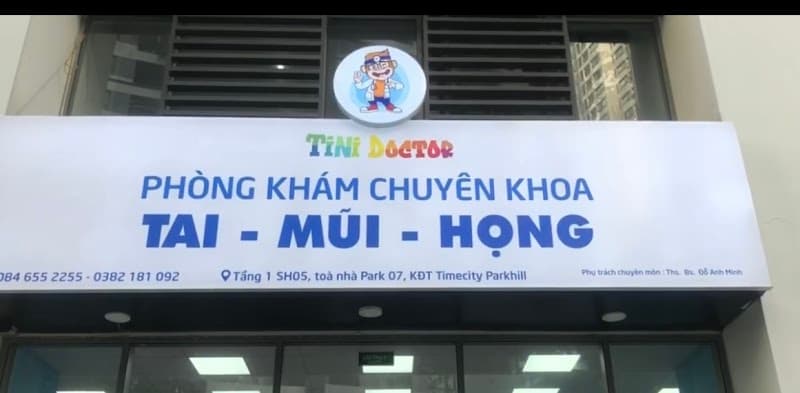 TiNi DOCTOR
PHÒNG KHÁM CHUYÊN KHOA
TAI - MŨI - HỌNG
084 655 2255 - 0382 181 092
Tầng 1 SH05, toà nhà Park 07, KĐT Timecity Parkhill
Phụ trách chuyên môn : Ths. Bs. Đỗ Anh Minh